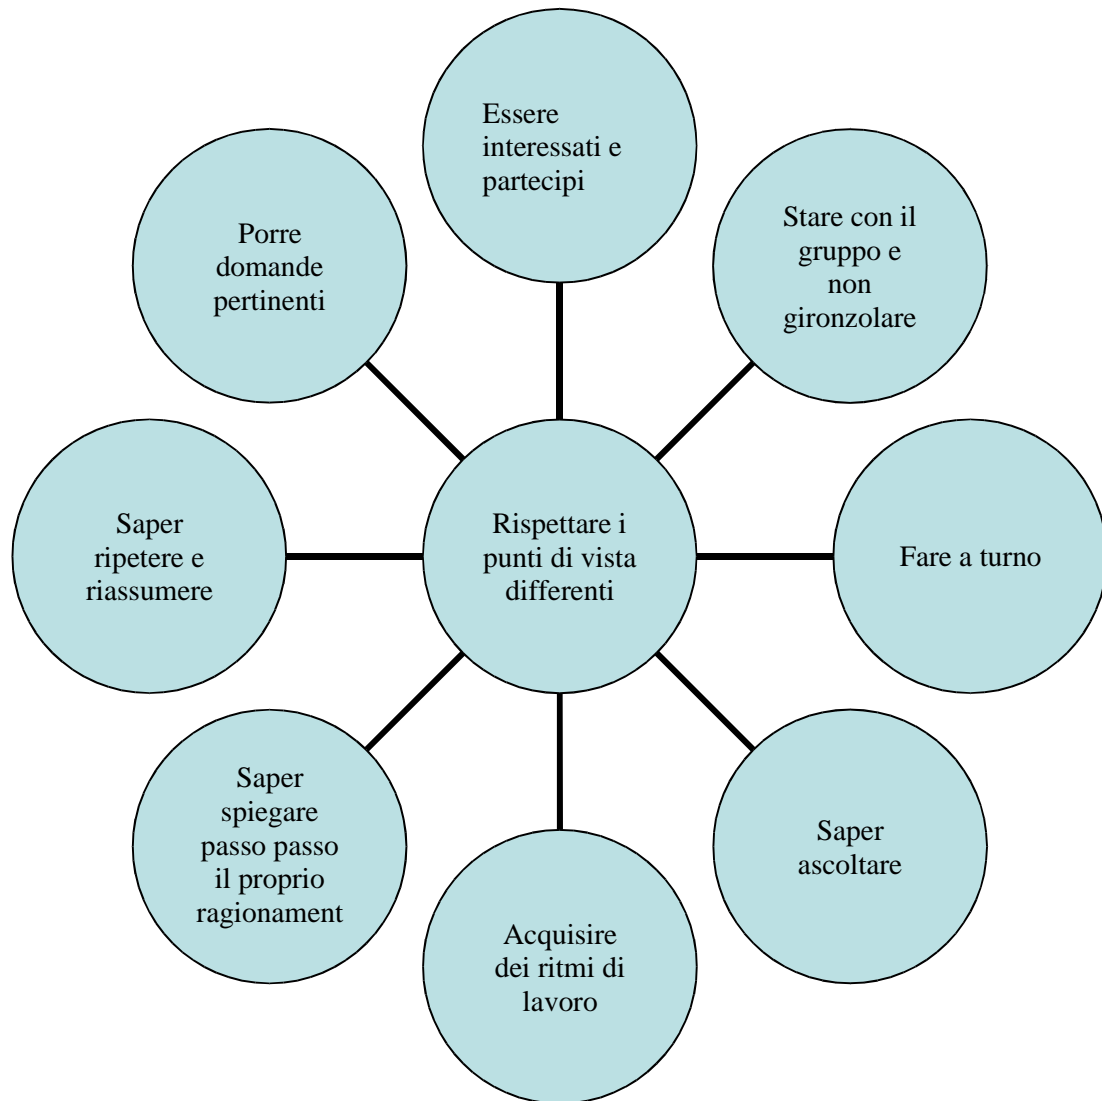 Essere
interessati e
partecipi
Stare con il
gruppo e
non
gironzolare
Fare a turno
Saper
ascoltare
Acquisire
dei ritmi di
lavoro
Saper
spiegare
passo passo
il proprio
ragionament
Saper
ripetere e
riassumere
Porre
domande
pertinenti
Rispettare i
punti di vista
differenti